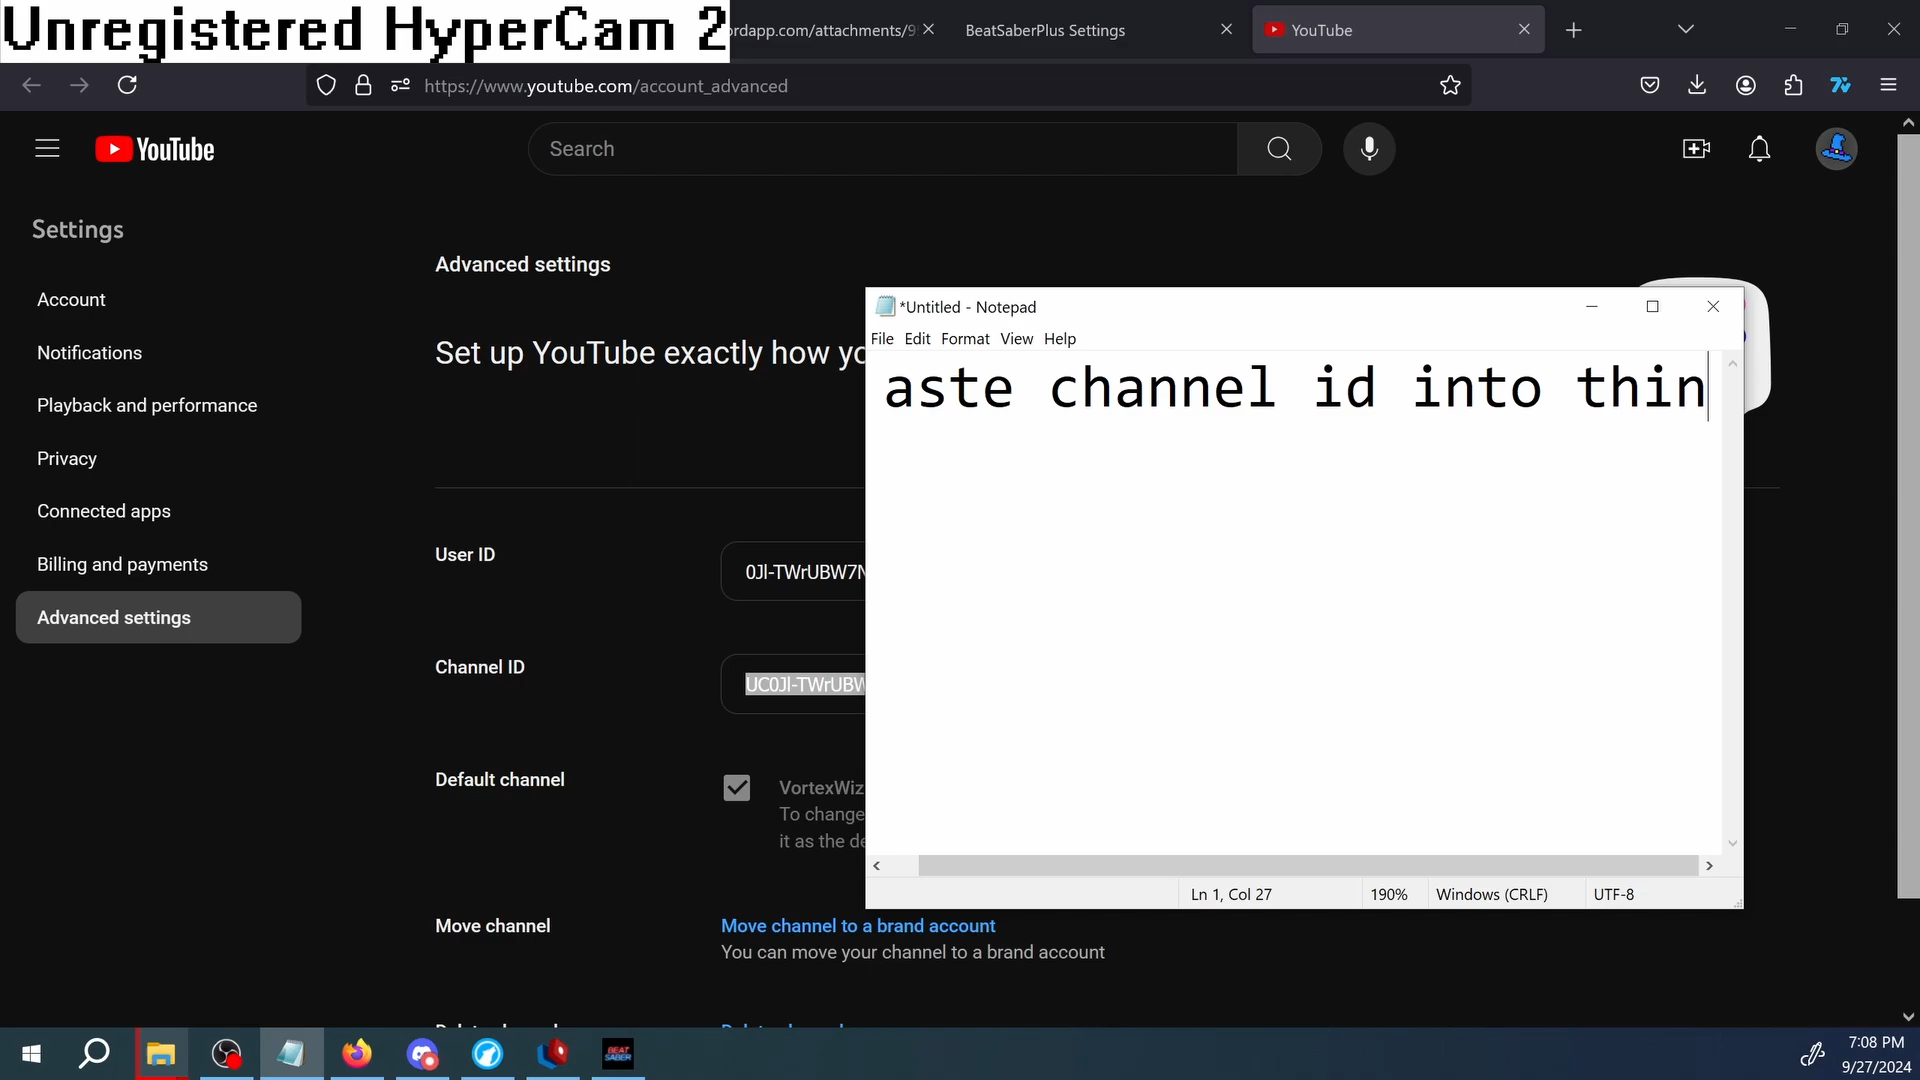 Unregistered HyperCam 2
rdapp.com/attachments/9
BeatSaberPlus Settings
YouTube
https://www.youtube.com/account_advanced
YouTube
Search
Settings
Account
Notifications
Playback and performance
Privacy
Connected apps
Billing and payments
Advanced settings
Advanced settings
Set up YouTube exactly how yo
User ID
0Jl-TWrUBW7N
Channel ID
UC0Jl-TWrUBW
Default channel
VortexWiz
To change
it as the de
Move channel
Move channel to a brand account
You can move your channel to a brand account
*Untitled - Notepad
File Edit Format View Help
aste channel id into thin
Ln 1, Col 27
190%
Windows (CRLF)
UTF-8
BEAT
SABER
7:08 PM
9/27/2024